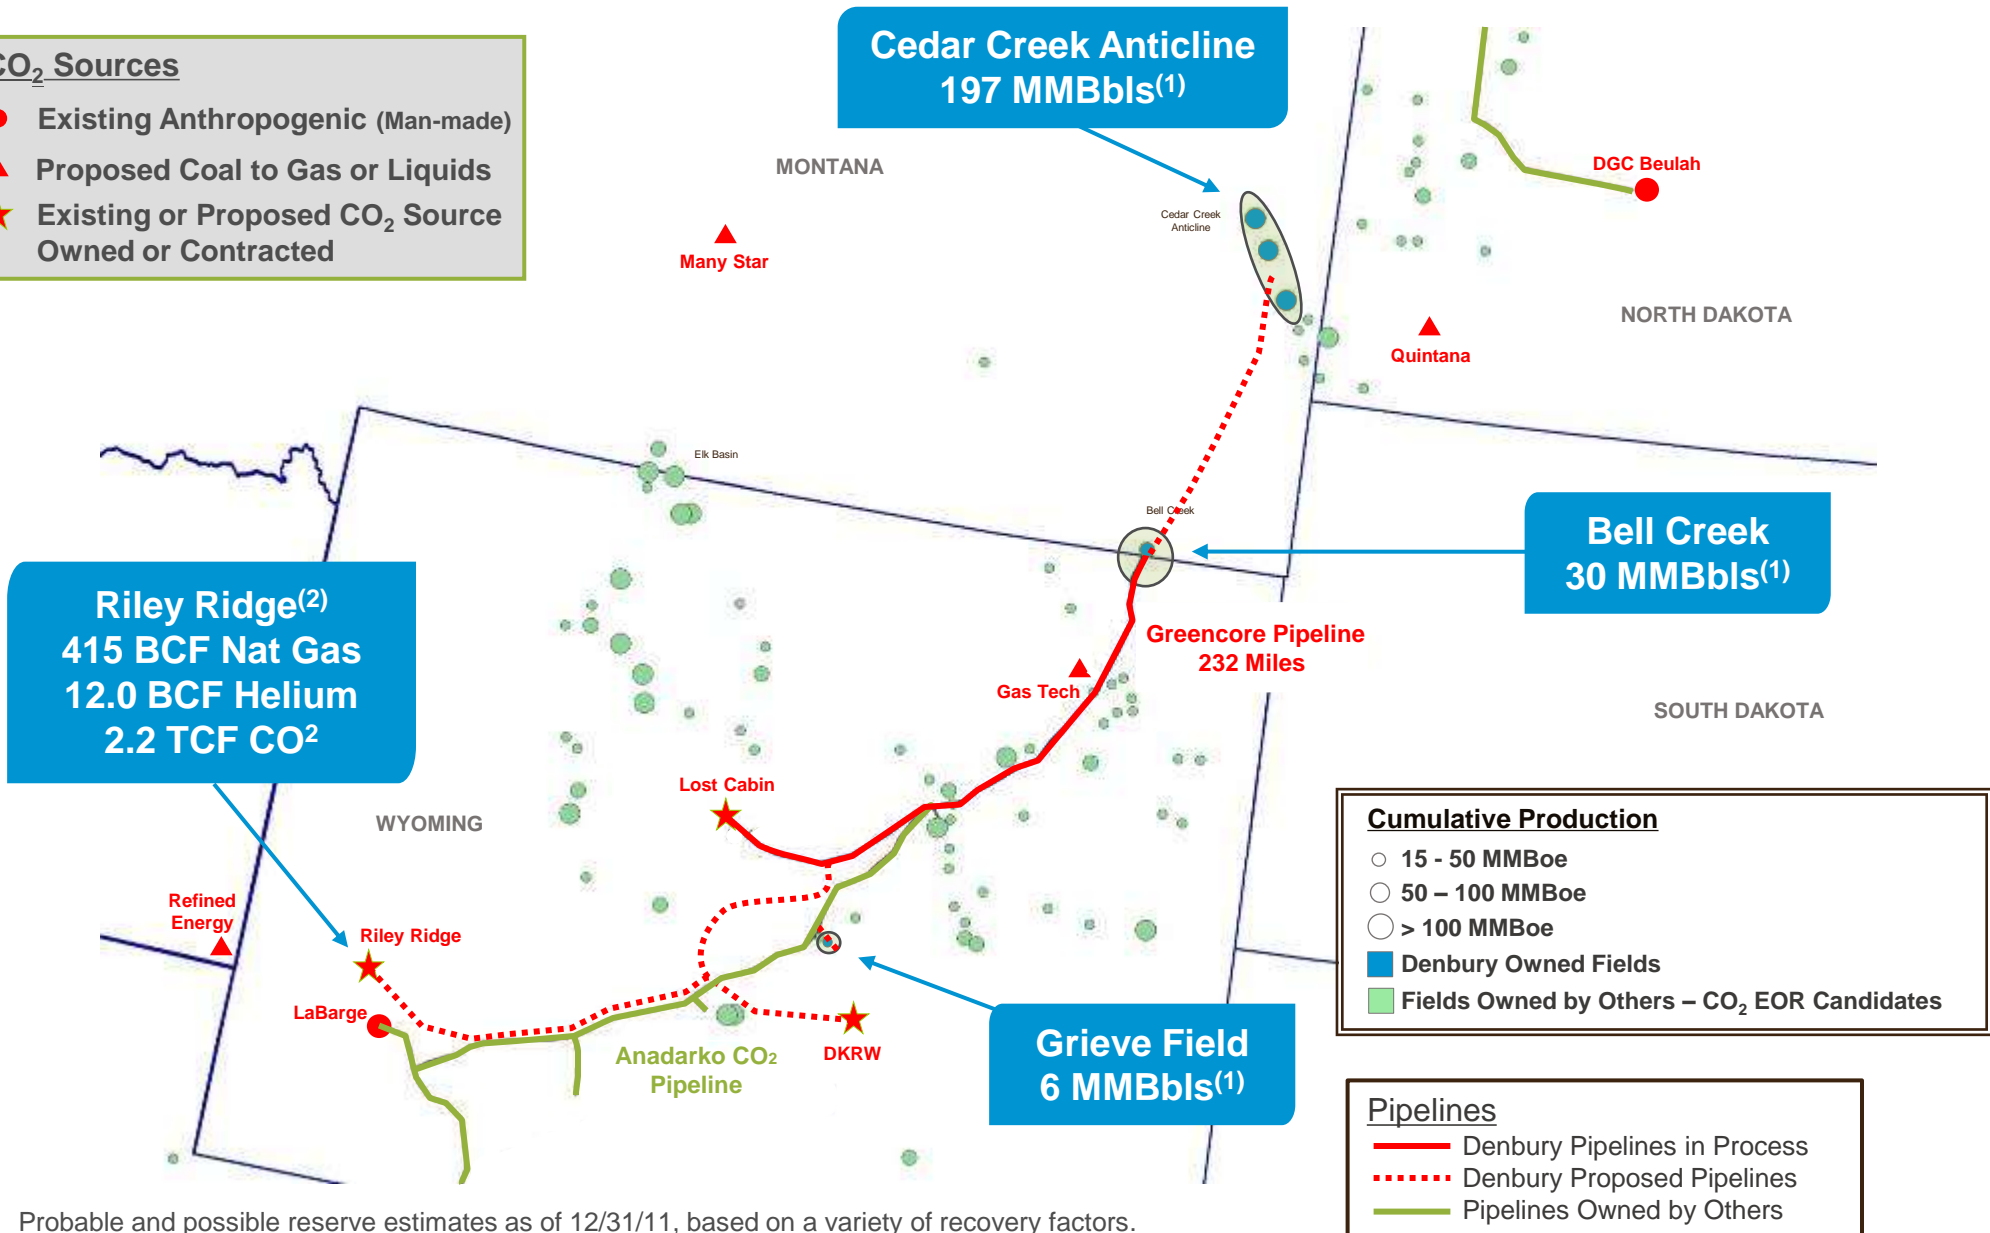 CO2 Sources
Existing Anthropogenic (Man-made)
Proposed Coal to Gas or Liquids
Existing or Proposed CO2 Source
Owned or Contracted
Cedar Creek Anticline
197 MMBbls(1)
MONTANA
DGC Beulah
Cedar Creek
Anticline
Many Star
NORTH DAKOTA
Quintana
Elk Basin
Bell Creek
Bell Creek
30 MMBbls(1)
Riley Ridge(2)
415 BCF Nat Gas
12.0 BCF Helium
2.2 TCF CO2
Greencore Pipeline
232 Miles
Gas Tech
SOUTH DAKOTA
Lost Cabin
WYOMING
Refined
Energy
Riley Ridge
LaBarge
Anadarko CO2
Pipeline
DKRW
Grieve Field
6 MMBbls(1)
Cumulative Production
15 - 50 MMBoe
50 – 100 MMBoe
> 100 MMBoe
Denbury Owned Fields
Fields Owned by Others – CO2 EOR Candidates
Pipelines
Denbury Pipelines in Process
Denbury Proposed Pipelines
Pipelines Owned by Others
Probable and possible reserve estimates as of 12/31/11, based on a variety of recovery factors.